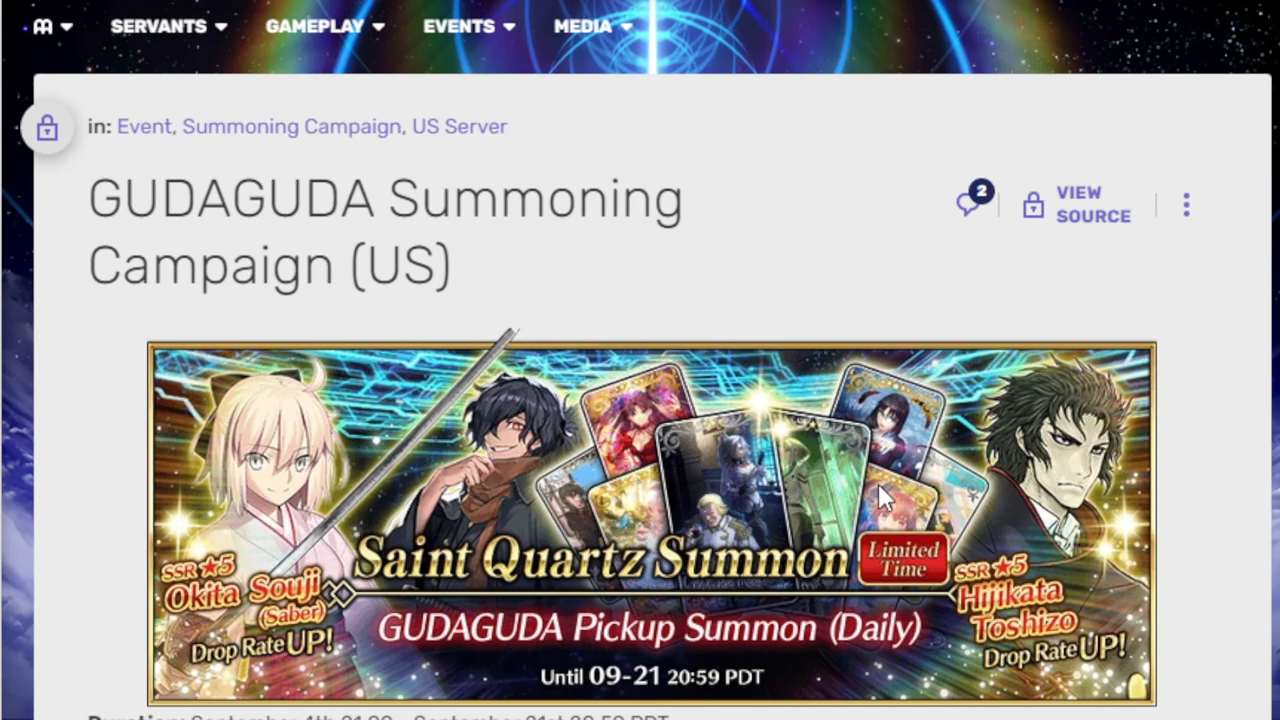 SERVANTS
GAMEPLAY
EVENTS
MEDIA
in: Event, Summoning Campaign, US Server
GUDAGUDA Summoning
Campaign (US)
2
VIEW
SOURCE
SSR ★5
Okita Souji
(Saber)
Drop Rate UP!
Saint Quartz Summon
Limited
Time
GUDAGUDA Pickup Summon (Daily)
Until 09-21 20:59 PDT
SSR ★5
Hijikata
Toshizo
Drop Rate UP!